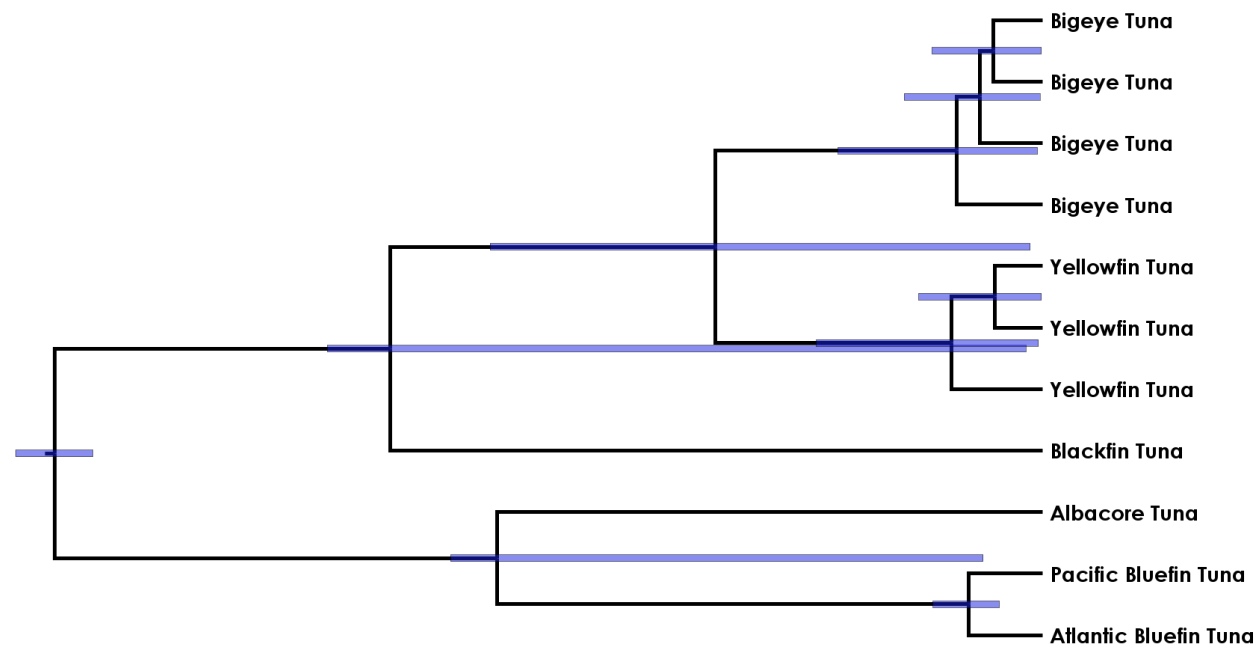 Bigeye Tuna
Bigeye Tuna
Bigeye Tuna
Bigeye Tuna
Yellowfin Tuna
Yellowfin Tuna
Yellowfin Tuna
Blackfin Tuna
Albacore Tuna
Pacific Bluefin Tuna
Atlantic Bluefin Tuna